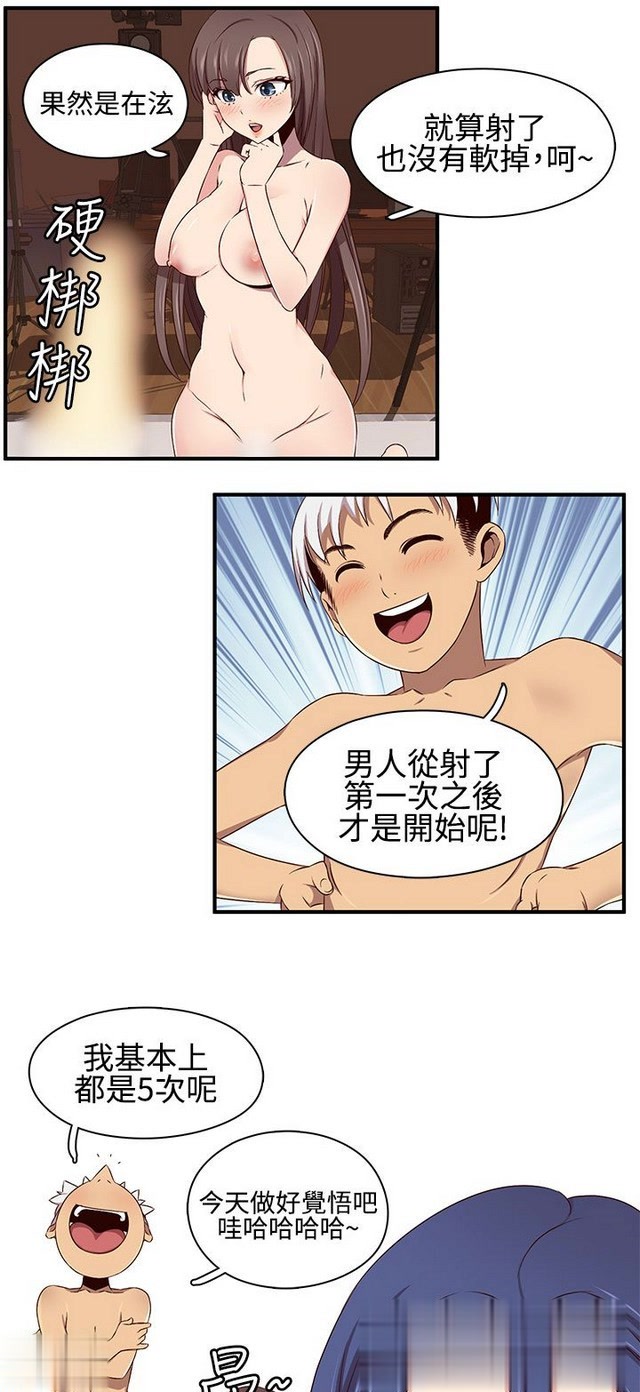 果然是在泫
就算射了
也沒有軟掉，呵~
硬
梆
梆
男人從射了
第一次之後
才是開始呢!
我基本上
都是5次呢
今天做好覺悟吧
哇哈哈哈哈~